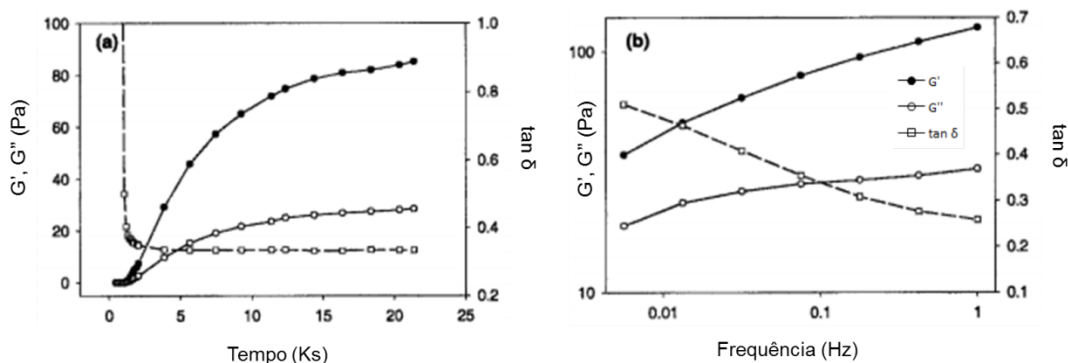 (a)
G', G" (Pa)
100
80
60
40
20
0
1.0
0.8
0.6
0.4
0.2
tan δ
0
5
10
15
20
25
Tempo (Ks)
(b)
G', G" (Pa)
100
10
G'
G"
tan δ
0.7
0.6
0.5
0.4
0.3
0.2
0.1
tan δ
0.01
0.1
1
Frequência (Hz)